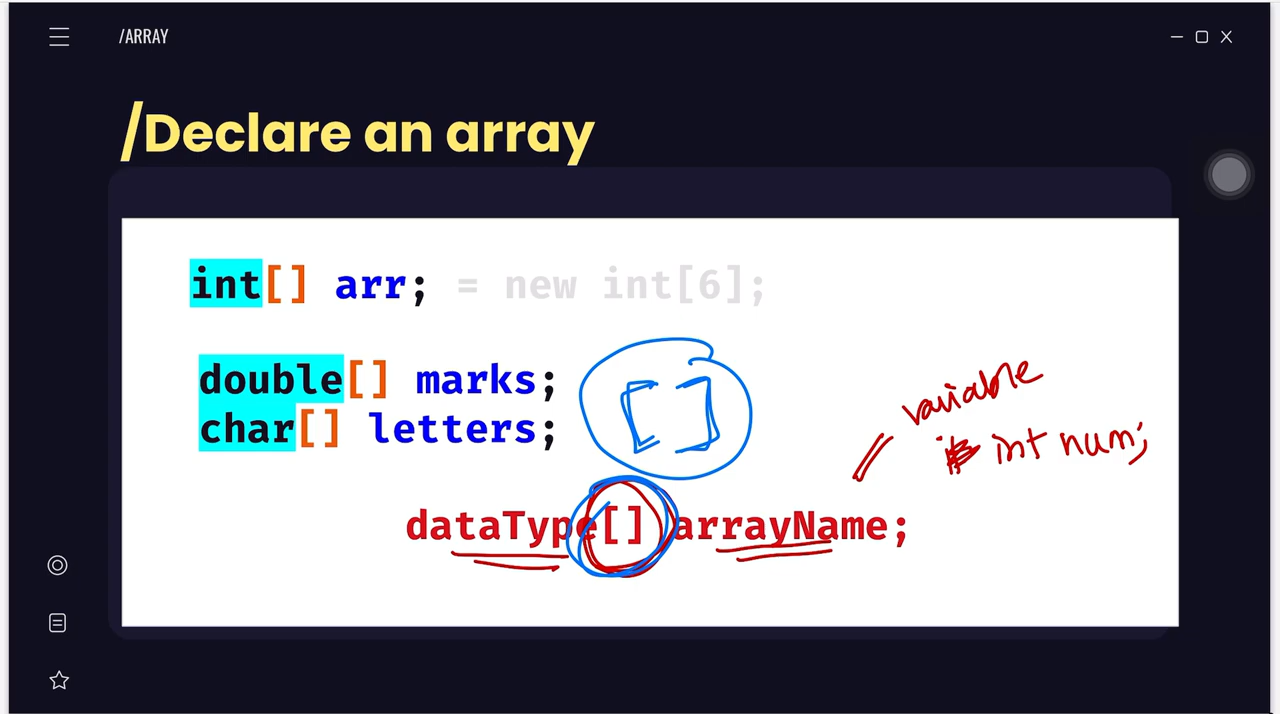 /ARRAY
/Declare an array
int[] arr; = new int[6];
double[] marks;
char[] letters;
[ ]
variable
int num;
dataType[] arrayName;